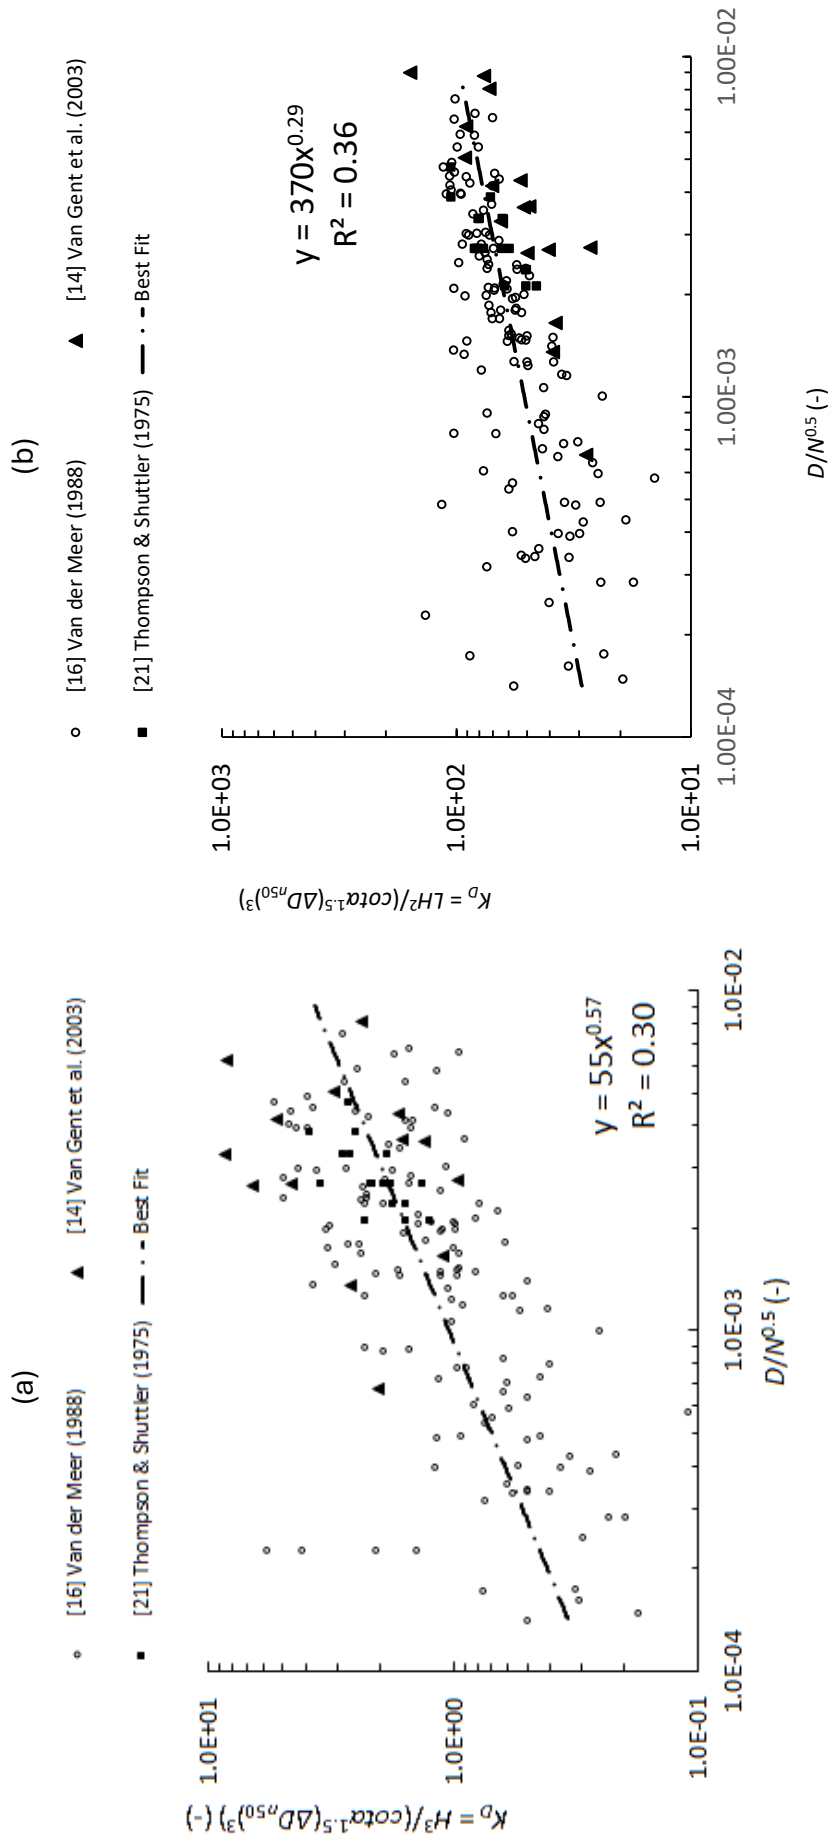 (a)
[16] Van der Meer (1988)
[14] Van Gent et al. (2003)
[21] Thompson & Shuttler (1975)
Best Fit
K_D = H³/(cotα^1.5(ΔD_n50)³) (-)
1.0E+01
1.0E+00
1.0E-01
y = 55x^0.57
R² = 0.30
1.0E-04
1.0E-03
1.0E-02
D/N^0.5 (-)
(b)
[16] Van der Meer (1988)
[14] Van Gent et al. (2003)
[21] Thompson & Shuttler (1975)
Best Fit
K_D = LH²/(cotα^1.5(ΔD_n50)³)
1.0E+03
1.0E+02
1.0E+01
y = 370x^0.29
R² = 0.36
1.00E-04
1.00E-03
1.00E-02
D/N^0.5 (-)